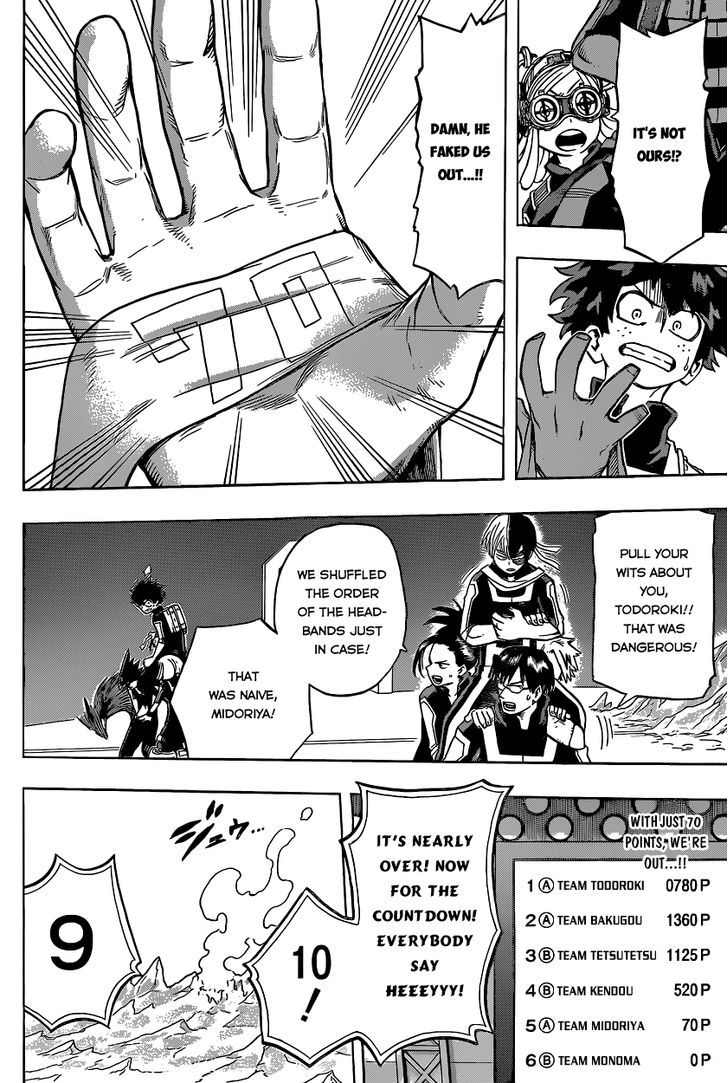 IT'S NOT
OURS!?
DAMN, HE
FAKED US
OUT...!!
70
PULL YOUR
WITS ABOUT
YOU,
TODOROKI!!
THAT WAS
DANGEROUS!
WE SHUFFLED
THE ORDER
OF THE HEAD-
BANDS JUST
IN CASE!
THAT
WAS NAIVE,
MIDORIYA!
WITH JUST 70
POINTS, WE'RE
OUT...!!
1 Ⓐ TEAM TODOROKI 0780 P
2 Ⓐ TEAM BAKUGOU 1360 P
3 Ⓑ TEAM TETSUTETSU 1125 P
4 Ⓑ TEAM KENDOU 520 P
5 Ⓐ TEAM MIDORIYA 70 P
6 Ⓑ TEAM MONOMA 0 P
IT'S NEARLY
OVER! NOW
FOR THE
COUNTDOWN!
EVERYBODY
SAY
HEEEYYY!
10
!
ジュウ...
9